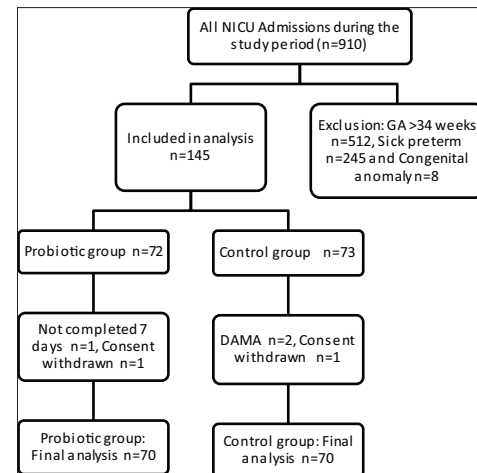 All NICU Admissions during the
study period (n=910)
Included in analysis
n=145
Exclusion: GA >34 weeks
n=512, Sick preterm
n=245 and Congenital
anomaly n=8
Probiotic group n=72
Control group n=73
Not completed 7
days n=1, Consent
withdrawn n=1
DAMA n=2, Consent
withdrawn n=1
Probiotic group:
Final analysis n=70
Control group: Final
analysis n=70